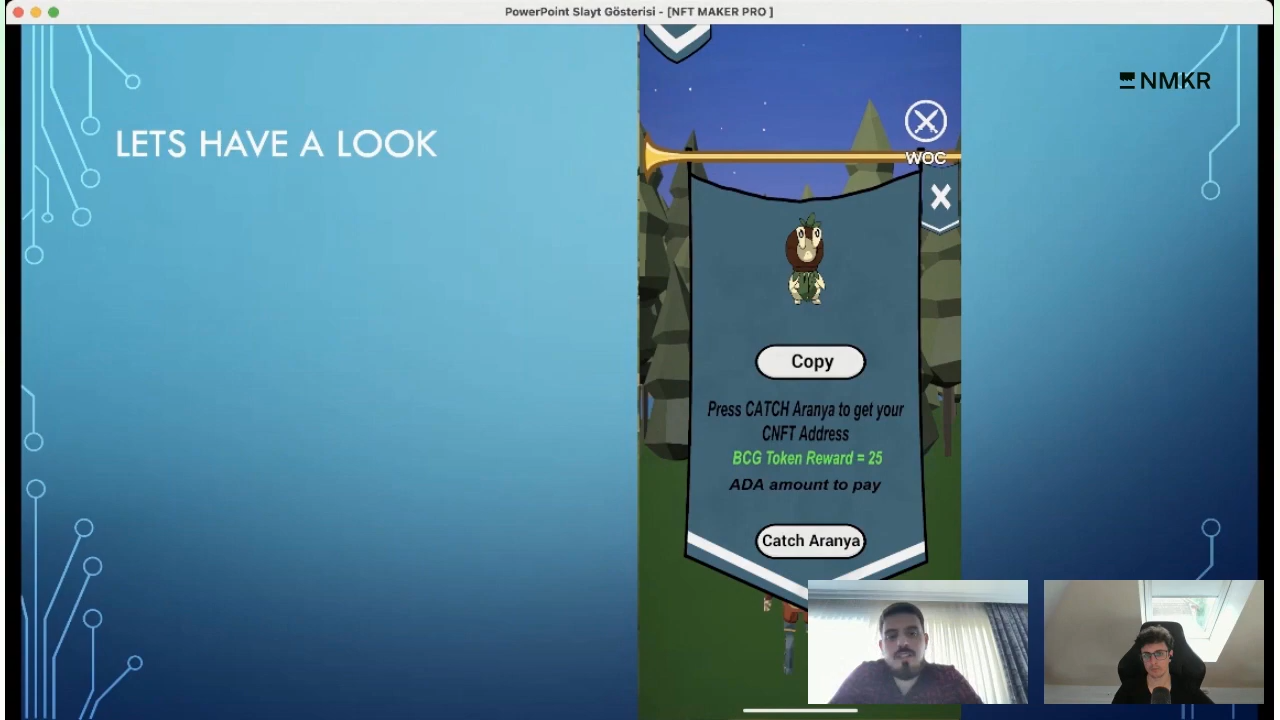 PowerPoint Slayt Gösterisi - [NFT MAKER PRO ]
NMKR
LETS HAVE A LOOK
WOC
X
Copy
Press CATCH Aranya to get your
CNFT Address
BCG Token Reward = 25
ADA amount to pay
Catch Aranya